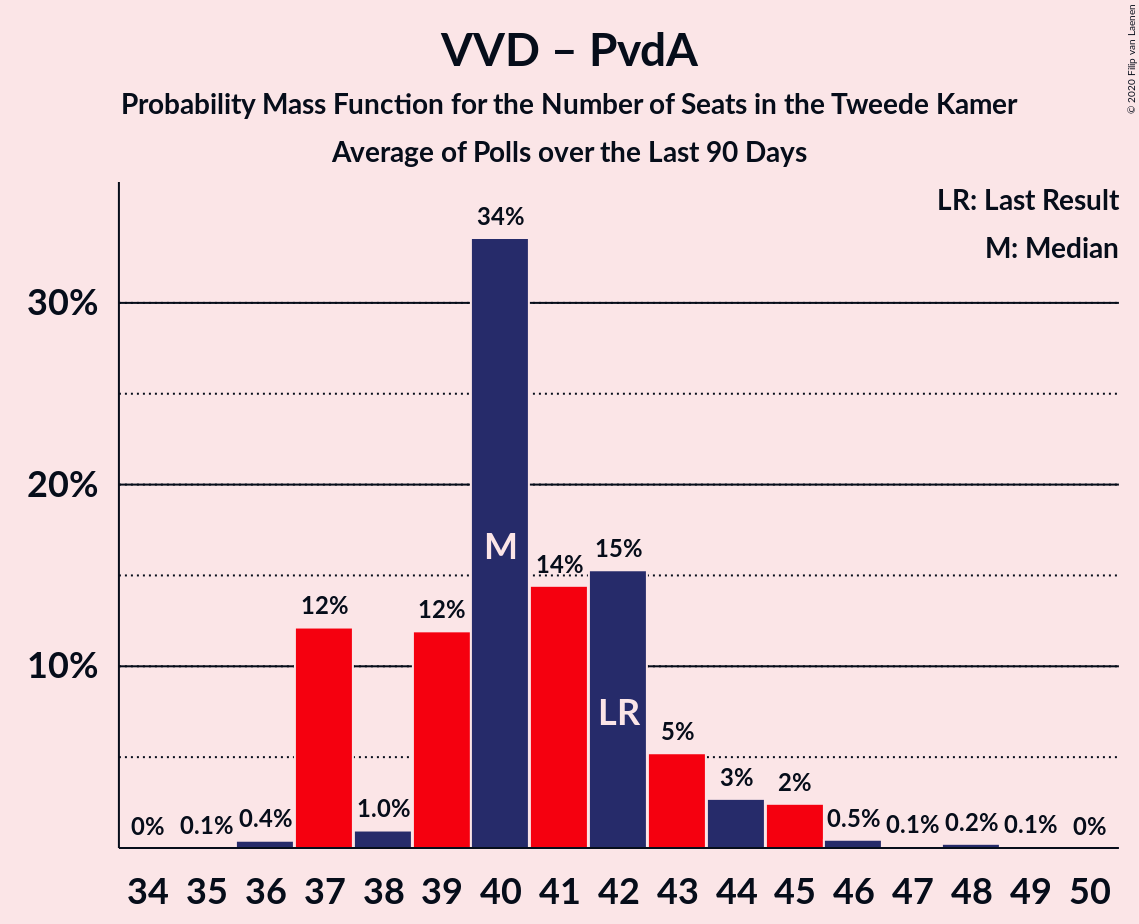 VVD – PvdA
Probability Mass Function for the Number of Seats in the Tweede Kamer
Average of Polls over the Last 90 Days
© 2020 Filip van Laenen
LR: Last Result
M: Median
30%
20%
10%
0% 0.1% 0.4% 12% 1.0% 12% 34% 14% 15% 5% 3% 2% 0.5% 0.1% 0.2% 0.1% 0%
M
LR
34 35 36 37 38 39 40 41 42 43 44 45 46 47 48 49 50